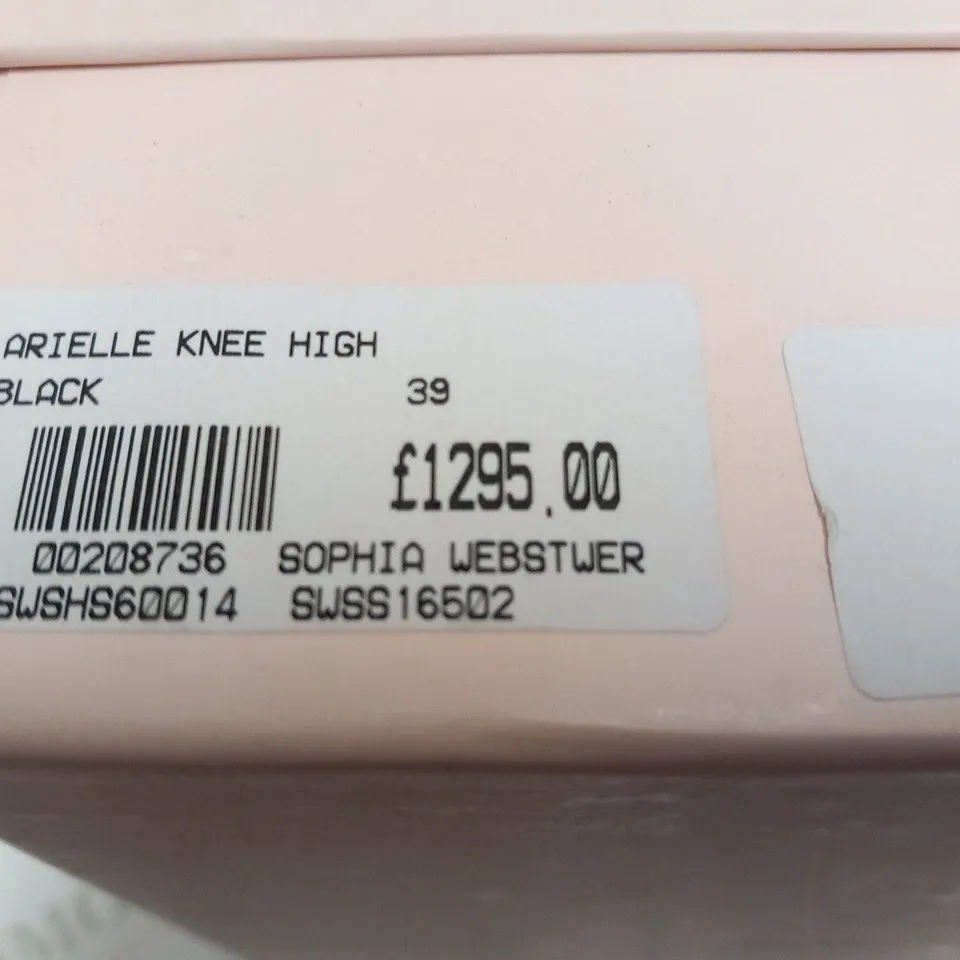 ARIELLE KNEE HIGH
BLACK 39
£1295.00
00208736 SOPHIA WEBSTWER
SWSHS60014 SWSS16502